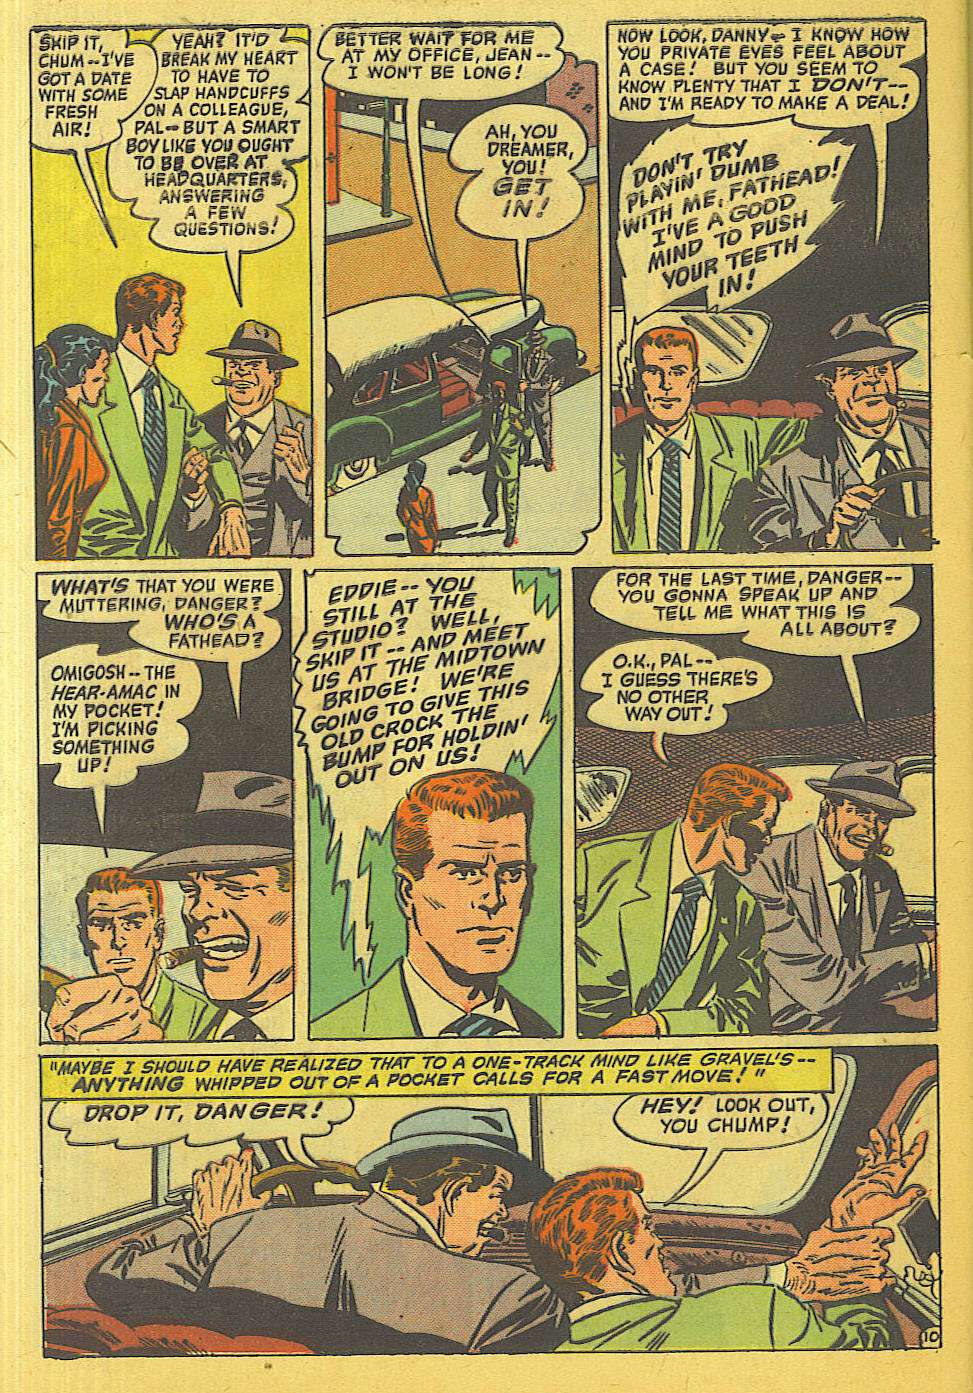 SKIP IT,
CHUM--I'VE
GOT A DATE
WITH SOME
FRESH
AIR!
YEAH? IT'D
BREAK MY HEART
TO HAVE TO
SLAP HANDCUFFS
ON A COLLEAGUE,
PAL--BUT A SMART
BOY LIKE YOU OUGHT
TO BE OVER AT
HEADQUARTERS,
ANSWERING
A FEW
QUESTIONS!
BETTER WAIT FOR ME
AT MY OFFICE, JEAN--
I WON'T BE LONG!
AH, YOU
DREAMER,
YOU!
GET
IN!
NOW LOOK, DANNY-- I KNOW HOW
YOU PRIVATE EYES FEEL ABOUT
A CASE! BUT YOU SEEM TO
KNOW PLENTY THAT I DON'T--
AND I'M READY TO MAKE A DEAL!
DON'T TRY
PLAYIN' DUMB
WITH ME, FATHEAD!
I'VE A GOOD
MIND TO PUSH
YOUR TEETH
IN!
WHAT'S THAT YOU WERE
MUTTERING, DANGER?
WHO'S A
FATHEAD?
OMIGOSH--THE
HEAR-AMAC IN
MY POCKET!
I'M PICKING
SOMETHING
UP!
EDDIE--YOU
STILL AT THE
STUDIO? WELL,
SKIP IT--AND MEET
US AT THE MIDTOWN
BRIDGE! WE'RE
GOING TO GIVE THIS
OLD CROCK THE
BUMP FOR HOLDIN'
OUT ON US!
FOR THE LAST TIME, DANGER--
YOU GONNA SPEAK UP AND
TELL ME WHAT THIS IS
ALL ABOUT?
O.K., PAL--
I GUESS THERE'S
NO OTHER
WAY OUT!
"MAYBE I SHOULD HAVE REALIZED THAT TO A ONE-TRACK MIND LIKE GRAVEL'S--
ANYTHING WHIPPED OUT OF A POCKET CALLS FOR A FAST MOVE!"
DROP IT, DANGER!
HEY! LOOK OUT,
YOU CHUMP!
10